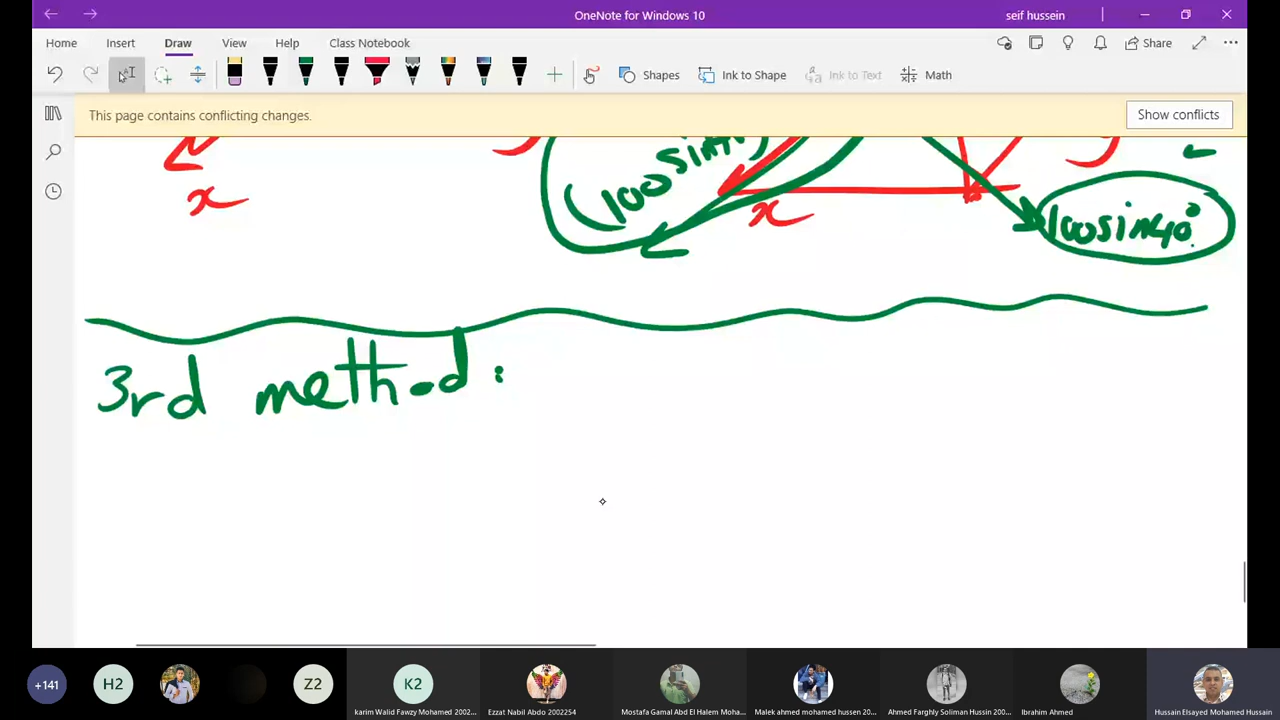 OneNote for Windows 10
seif hussein
Home Insert Draw View Help Class Notebook
Share
Shapes Ink to Shape Ink to Text Math
This page contains conflicting changes.
Show conflicts
x
x
100sin40°
3rd method :
+141 H2 Z2 K2
karim Walid Fawzy Mohamed 2002...
Ezzat Nabil Abdo 2002254
Mostafa Gamal Abd El Halem Moha...
Malek ahmed mohamed hussen 20...
Ahmed Farghly Soliman Hussin 200...
Ibrahim Ahmed
Hussain Elsayed Mohamed Hussain